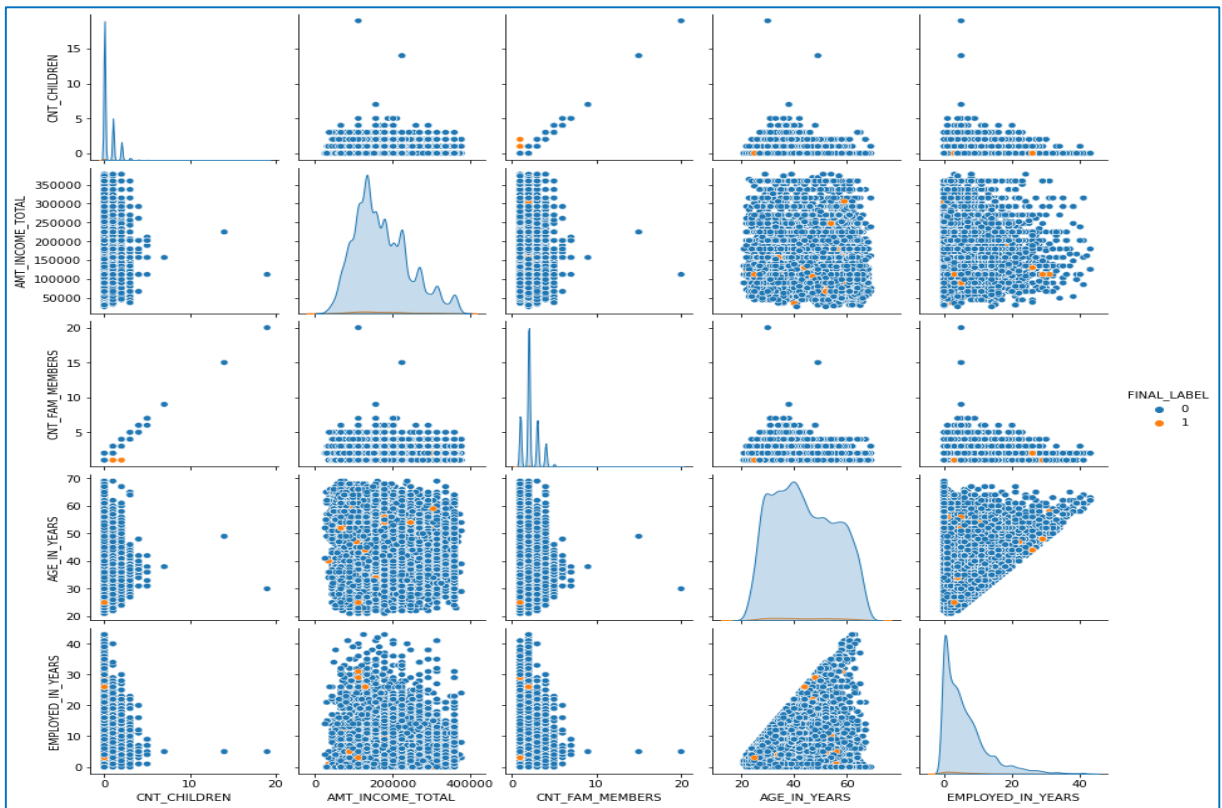 CNT_CHILDREN
15
10
5
0
AMT_INCOME_TOTAL
350000
300000
250000
200000
150000
100000
50000
CNT_FAM_MEMBERS
20
15
10
5
0
FINAL_LABEL
0
1
AGE_IN_YEARS
70
60
50
40
30
20
EMPLOYED_IN_YEARS
40
30
20
10
0
0 10 20
0 200000 400000
0 10 20
20 40 60
0 20 40
CNT_CHILDREN AMT_INCOME_TOTAL CNT_FAM_MEMBERS AGE_IN_YEARS EMPLOYED_IN_YEARS